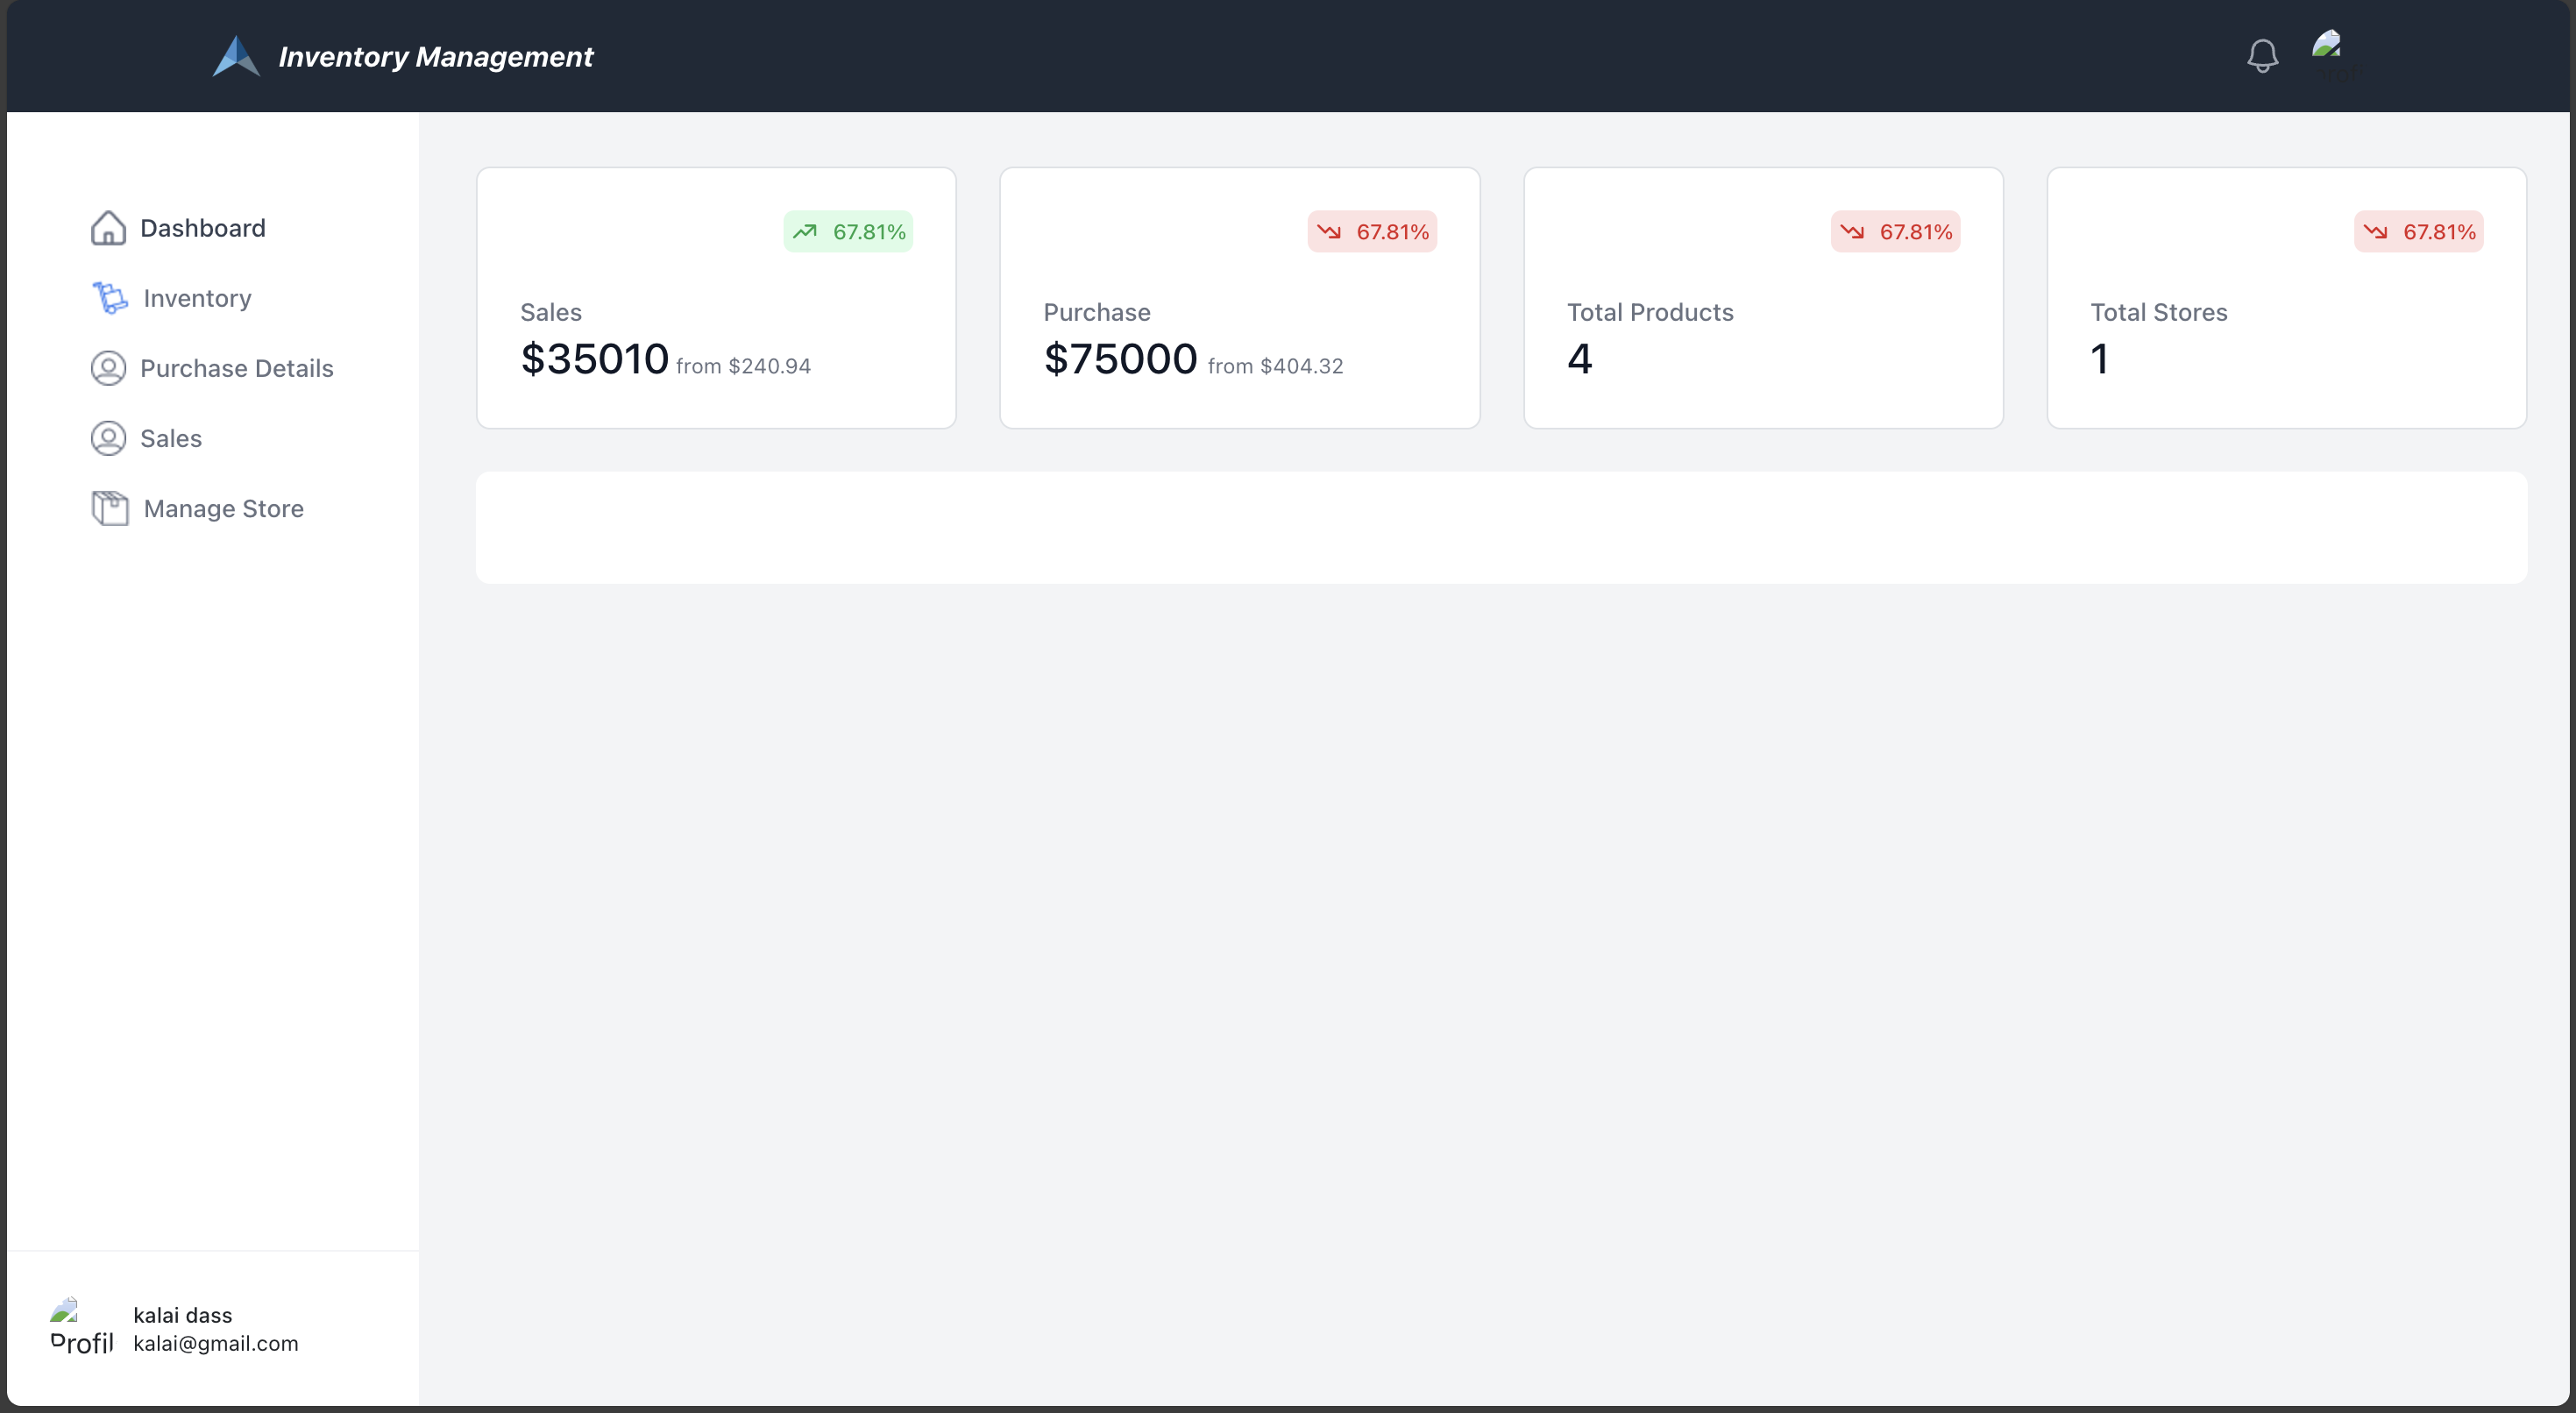 Inventory Management
Dashboard
Inventory
Purchase Details
Sales
Manage Store
67.81%
Sales
$35010 from $240.94
67.81%
Purchase
$75000 from $404.32
67.81%
Total Products
4
67.81%
Total Stores
1
Profil
kalai dass
kalai@gmail.com